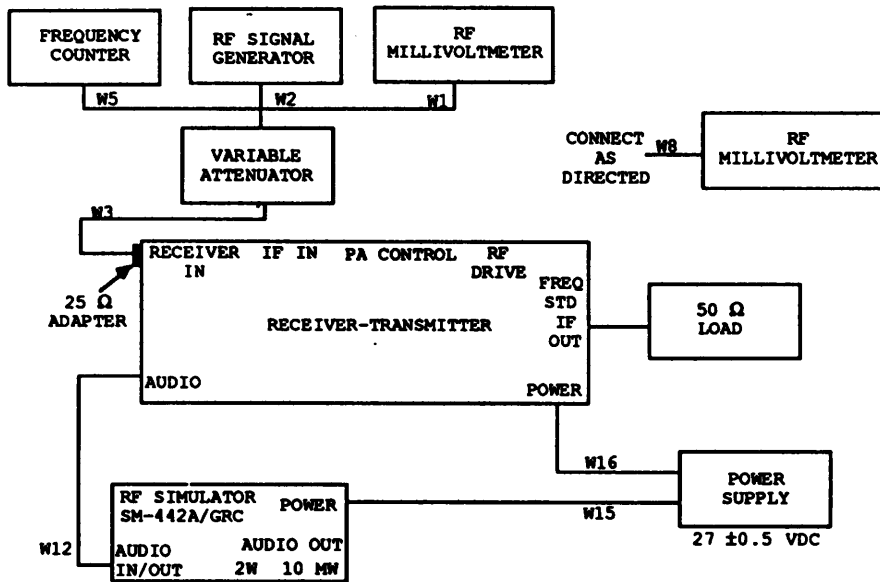 FREQUENCY
COUNTER
RF SIGNAL
GENERATOR
RF
MILLIVOLTMETER
W5
W2
W1
VARIABLE
ATTENUATOR
CONNECT
AS
DIRECTED
W8
RF
MILLIVOLTMETER
W3
25 Ω
ADAPTER
RECEIVER
IN
IF IN
PA CONTROL
RF
DRIVE
FREQ
STD
IF
OUT
RECEIVER-TRANSMITTER
50 Ω
LOAD
AUDIO
POWER
W16
POWER
SUPPLY
27 ±0.5 VDC
W15
RF SIMULATOR
SM-442A/GRC
POWER
W12
AUDIO
IN/OUT
AUDIO OUT
2W 10 MW